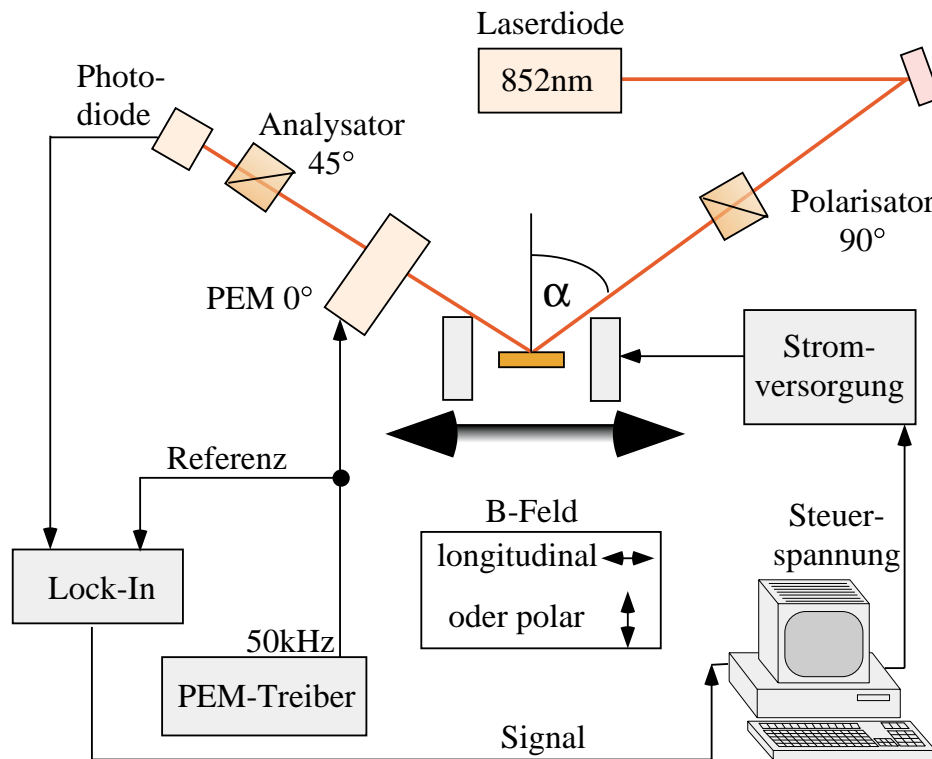 Laserdiode
852nm
Photo-
diode
Analysator
45°
Polarisator
90°
PEM 0°
α
Strom-
versorgung
Referenz
B-Feld
longitudinal
oder polar
Steuer-
spannung
Lock-In
50kHz
PEM-Treiber
Signal